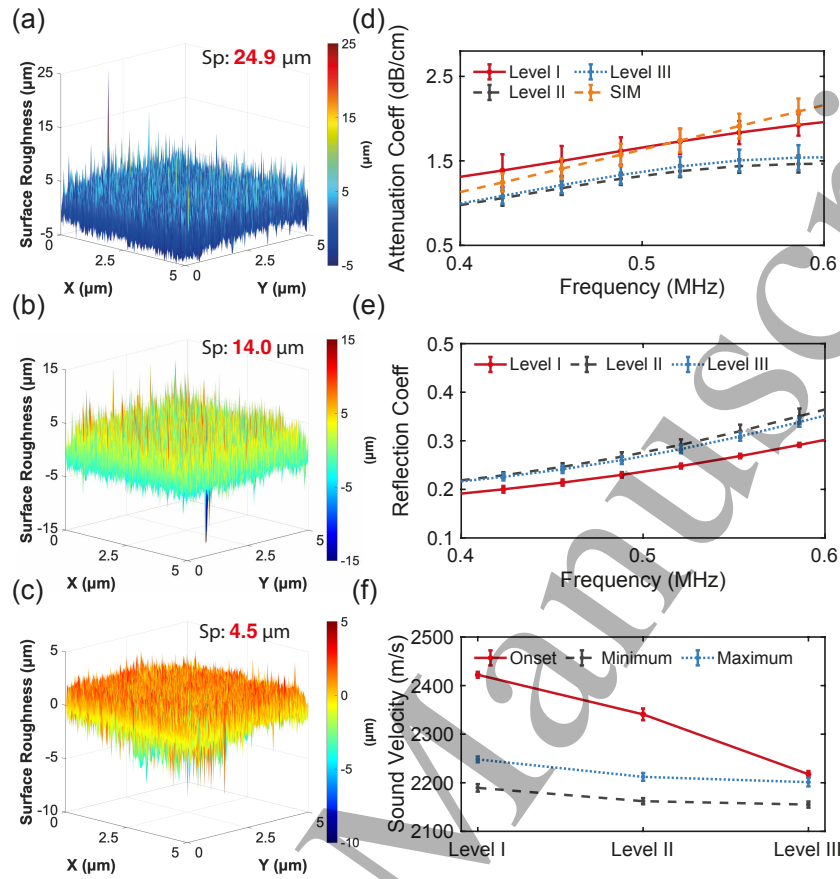 (a)
Sp: 24.9 μm
Surface Roughness (μm)
25
15
5
-5
0
2.5
5
X (μm)
0
2.5
5
Y (μm)
25
15
5
-5
(μm)
(b)
Sp: 14.0 μm
Surface Roughness (μm)
15
5
-5
-15
0
2.5
5
X (μm)
0
2.5
5
Y (μm)
15
5
-5
-15
(μm)
(c)
Sp: 4.5 μm
Surface Roughness (μm)
5
0
-5
-10
0
2.5
5
X (μm)
0
2.5
5
Y (μm)
5
0
-5
-10
(μm)
(d)
Attenuation Coeff (dB/cm)
2.5
1.5
0.5
Level I
Level III
Level II
SIM
0.4
0.5
0.6
Frequency (MHz)
(e)
Reflection Coeff
0.5
0.4
0.3
0.2
0.1
Level I
Level II
Level III
0.4
0.5
0.6
Frequency (MHz)
(f)
Sound Velocity (m/s)
2500
2400
2300
2200
2100
Onset
Minimum
Maximum
Level I
Level II
Level III
Manuscri